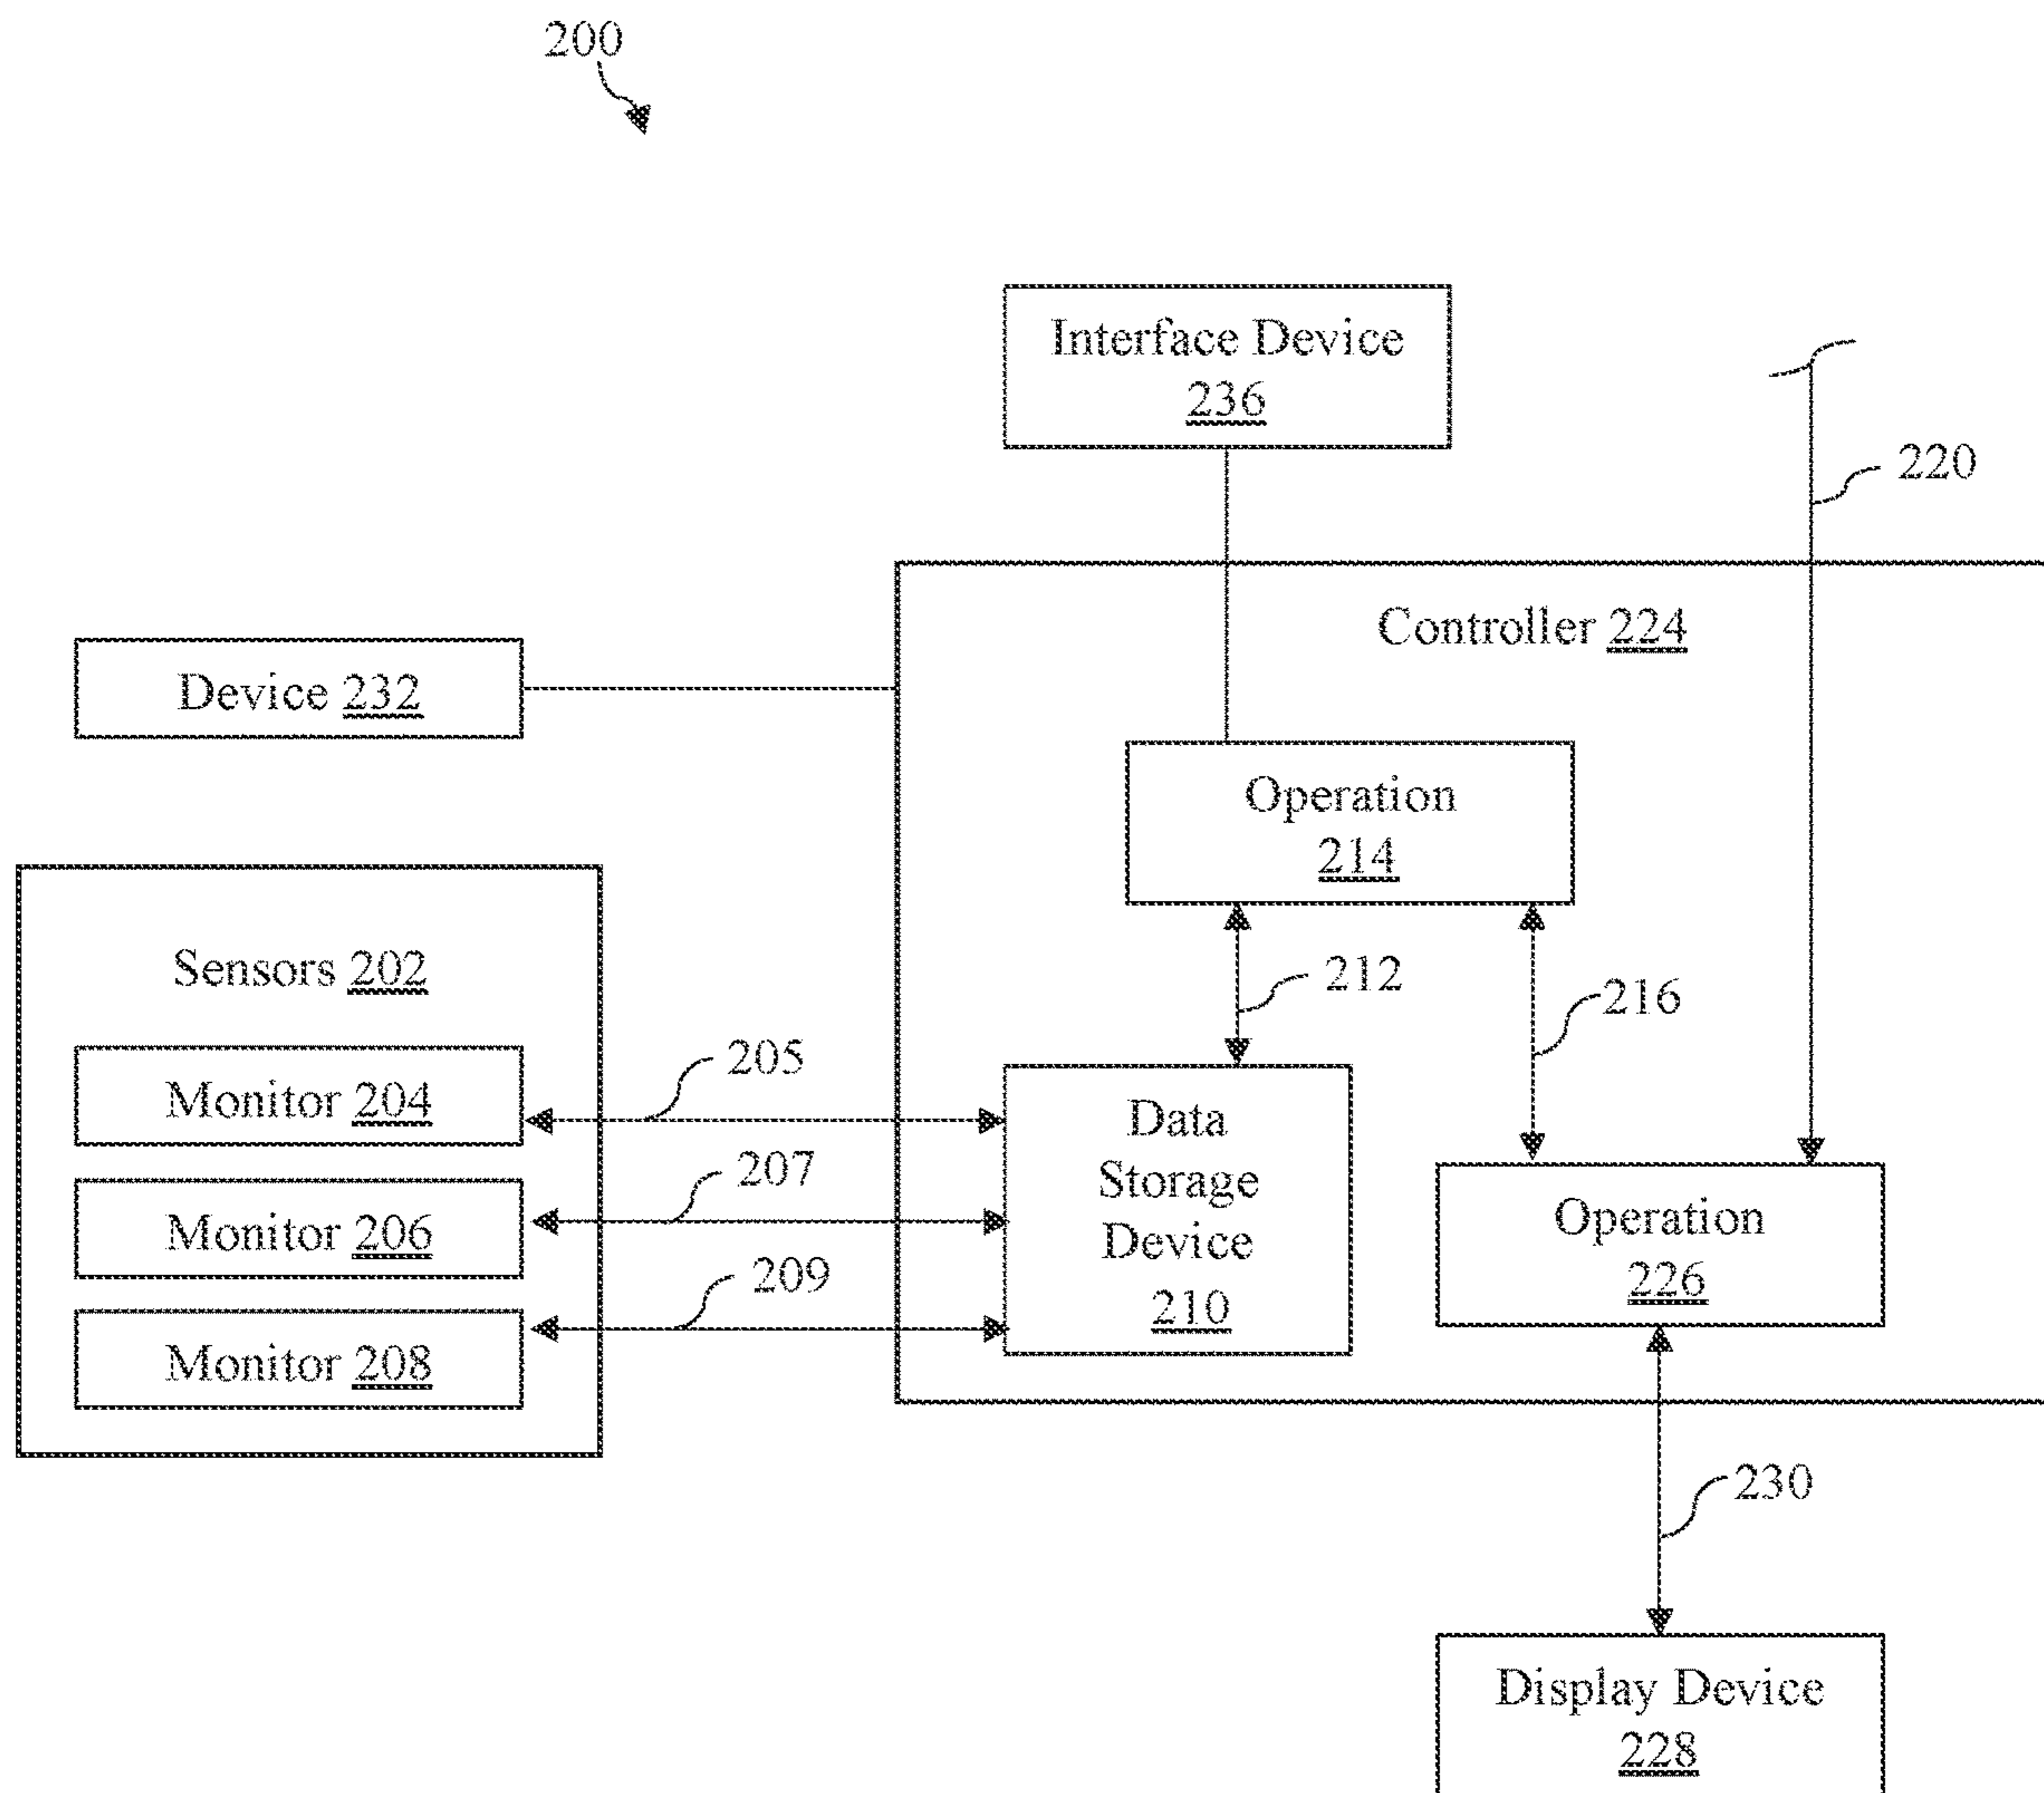 200
Interface Device
236
220
Controller 224
Device 232
Operation
214
Sensors 202
212
216
Monitor 204
205
Data
Storage
Device
210
Monitor 206
207
Operation
226
Monitor 208
209
230
Display Device
228